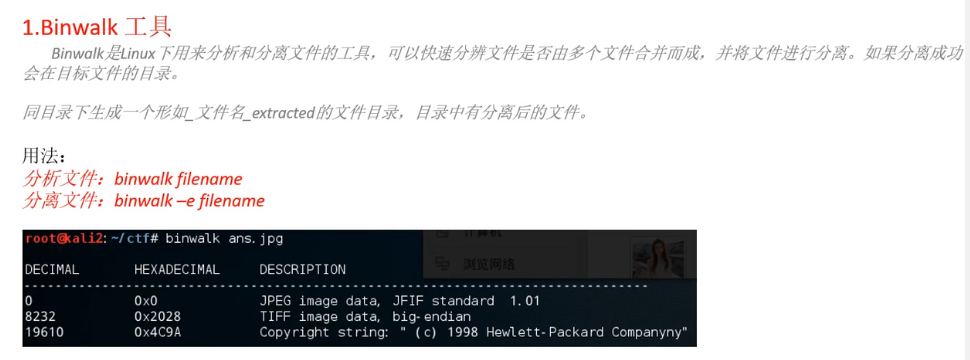 1.Binwalk 工具
Binwalk是Linux下用来分析和分离文件的工具，可以快速分辨文件是否由多个文件合并而成，并将文件进行分离。如果分离成功
会在目标文件的目录。
同目录下生成一个形如_文件名_extracted的文件目录，目录中有分离后的文件。
用法：
分析文件：binwalk filename
分离文件：binwalk –e filename
root@kali2:~/ctf# binwalk ans.jpg
计算机
浏览网络
DECIMAL HEXADECIMAL DESCRIPTION
--------------------------------------------------------------------------------
0 0x0 JPEG image data, JFIF standard 1.01
8232 0x2028 TIFF image data, big-endian
19610 0x4C9A Copyright string: " (c) 1998 Hewlett-Packard Companyny"